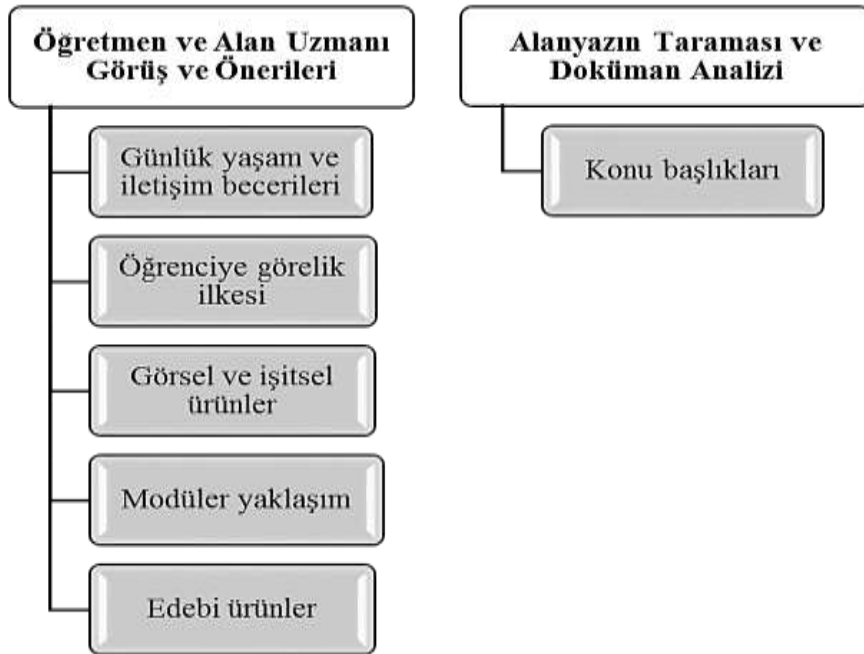 Öğretmen ve Alan Uzmanı
Görüş ve Önerileri
Günlük yaşam ve
iletişim becerileri
Öğrenciye görelik
ilkesi
Görsel ve işitsel
ürünler
Modüler yaklaşım
Edebi ürünler
Alanyazın Taraması ve
Doküman Analizi
Konu başlıkları